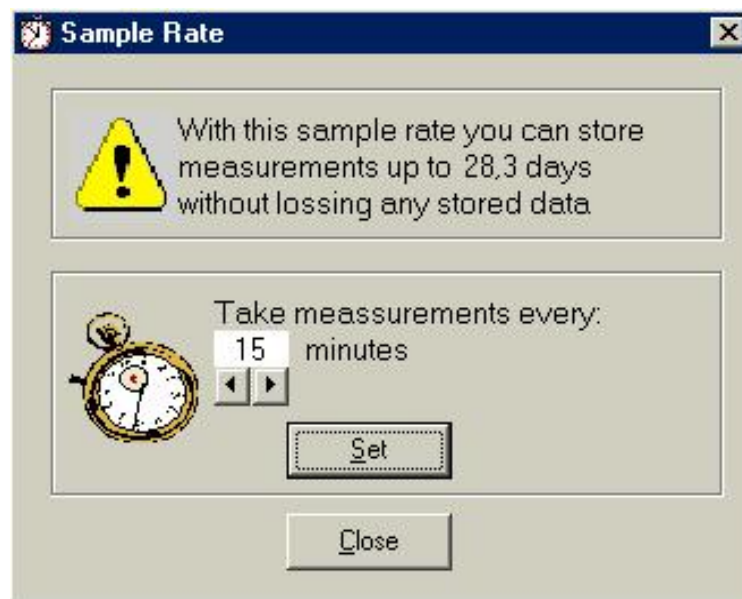 Sample Rate
With this sample rate you can store
measurements up to 28,3 days
without lossing any stored data
Take meassurements every:
15 minutes
Set
Close